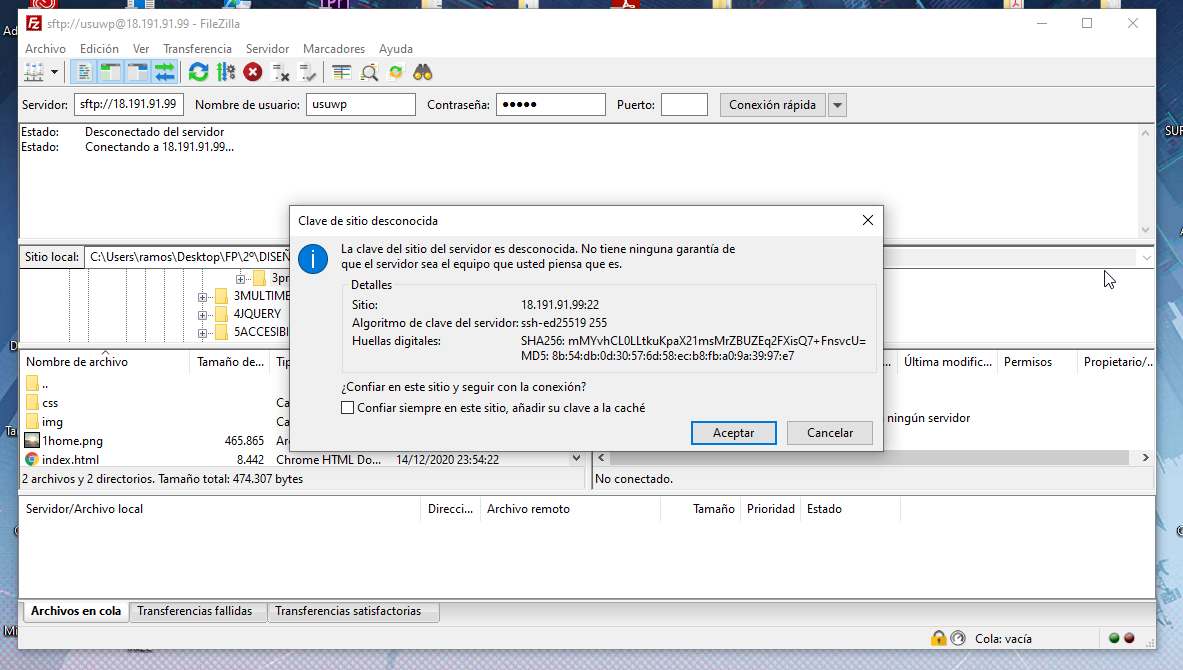 sftp://usuwp@18.191.91.99 - FileZilla
Archivo Edición Ver Transferencia Servidor Marcadores Ayuda
Servidor: sftp://18.191.91.99 Nombre de usuario: usuwp Contraseña: ●●●●● Puerto: Conexión rápida
Estado: Desconectado del servidor
Estado: Conectando a 18.191.91.99...
Clave de sitio desconocida
La clave del sitio del servidor es desconocida. No tiene ninguna garantía de
que el servidor sea el equipo que usted piensa que es.
Detalles
Sitio: 18.191.91.99:22
Algoritmo de clave del servidor: ssh-ed25519 255
Huellas digitales: SHA256: mMYvhCL0LLtkuKpaX21msMrZBUZEq2FXisQ7+FnsvcU=
MD5: 8b:54:db:0d:30:57:6d:58:ec:b8:fb:a0:9a:39:97:e7
¿Confiar en este sitio y seguir con la conexión?
Confiar siempre en este sitio, añadir su clave a la caché
Aceptar Cancelar
Sitio local: C:\Users\ramos\Desktop\FP\2º\DISEÑ
3pr
3MULTIME
4JQUERY
5ACCESIBI
Nombre de archivo Tamaño de... Tip
..
css Ca
img Ca
1home.png 465.865 Ar
index.html 8.442 Chrome HTML Do... 14/12/2020 23:54:22
2 archivos y 2 directorios. Tamaño total: 474.307 bytes
... Última modific... Permisos Propietario/..
ningún servidor
No conectado.
Servidor/Archivo local Direcci... Archivo remoto Tamaño Prioridad Estado
Archivos en cola Transferencias fallidas Transferencias satisfactorias
Cola: vacía